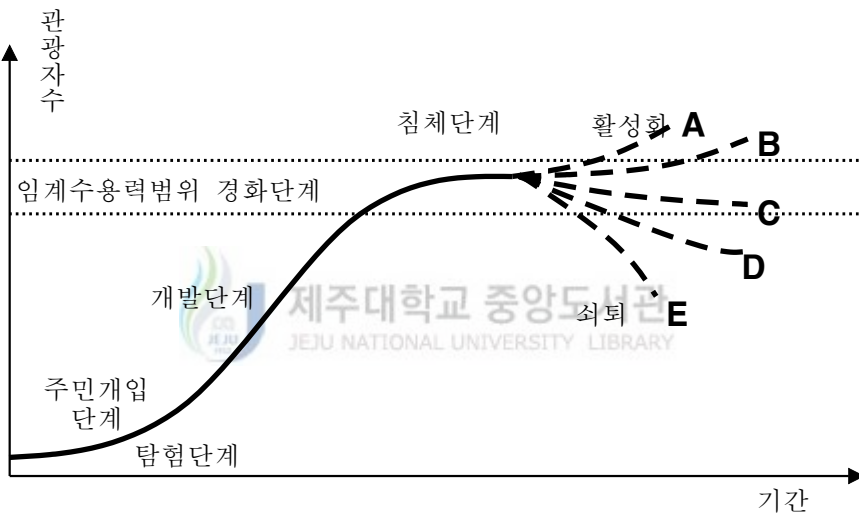 관광자수
침체단계
활성화 A
B
임계수용력범위 경화단계
C
개발단계
D
제주대학교 중앙도서관
쇠퇴 E
JEJU NATIONAL UNIVERSITY LIBRARY
JEJU
주민개입
단계
탐험단계
기간